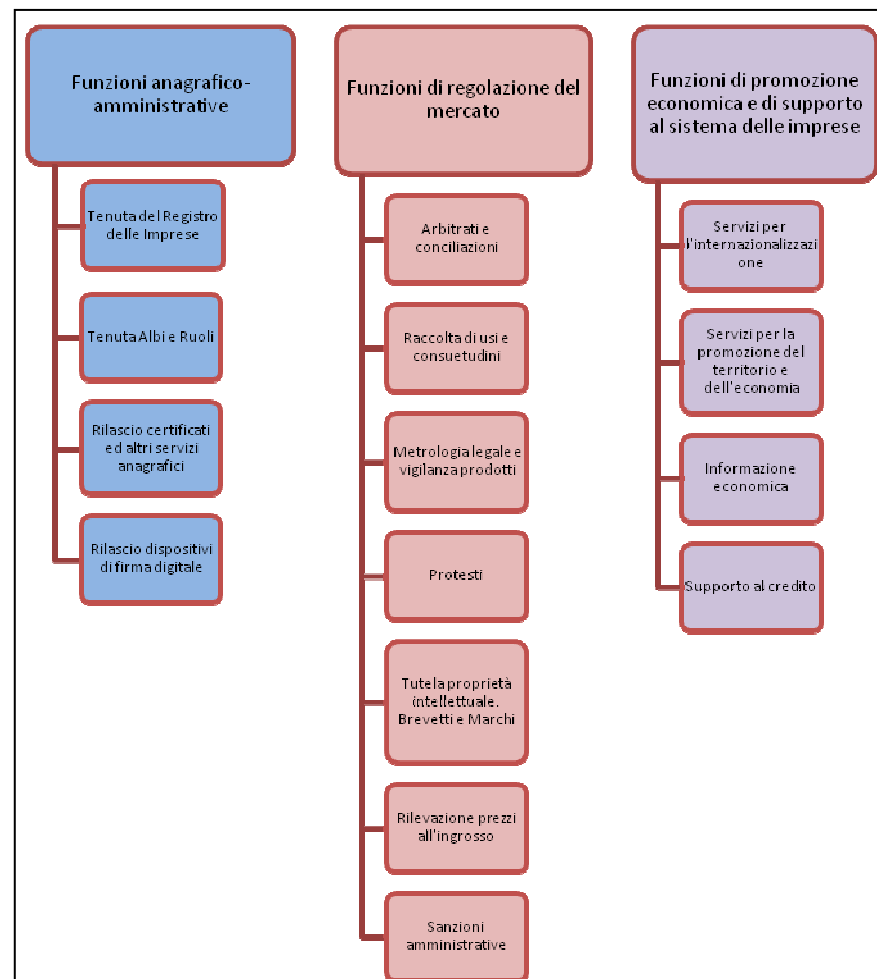 Funzioni anagrafico-
amministrative
Tenuta del Registro
delle Imprese
Tenuta Albi e Ruoli
Rilascio certificati
ed altri servizi
anagrafici
Rilascio dispositivi
di firma digitale
Funzioni di regolazione del
mercato
Arbitrati e
conciliazioni
Raccolta di usi e
consuetudini
Metrologia legale e
vigilanza prodotti
Protesti
Tutela proprietà
intellettuale.
Brevetti e Marchi
Rilevazione prezzi
all'ingrosso
Sanzioni
amministrative
Funzioni di promozione
economica e di supporto
al sistema delle imprese
Servizi per
l'internazionalizzazi
one
Servizi per la
promozione del
territorio e
dell'economia
Informazione
economica
Supporto al credito